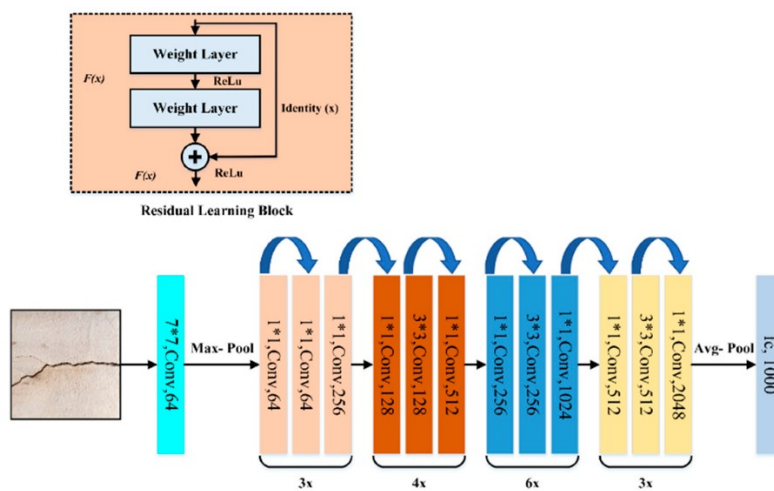 Weight Layer
F(x)
ReLu
Weight Layer
Identity (x)
F(x)
ReLu
Residual Learning Block
7*7,Conv,64
Max- Pool
1*1,Conv,64
1*1,Conv,64
1*1,Conv,256
1*1,Conv,128
3*3,Conv,128
1*1,Conv,512
1*1,Conv,256
3*3,Conv,256
1*1,Conv,1024
1*1,Conv,512
3*3,Conv,512
1*1,Conv,2048
Avg- Pool
1000
3x
4x
6x
3x